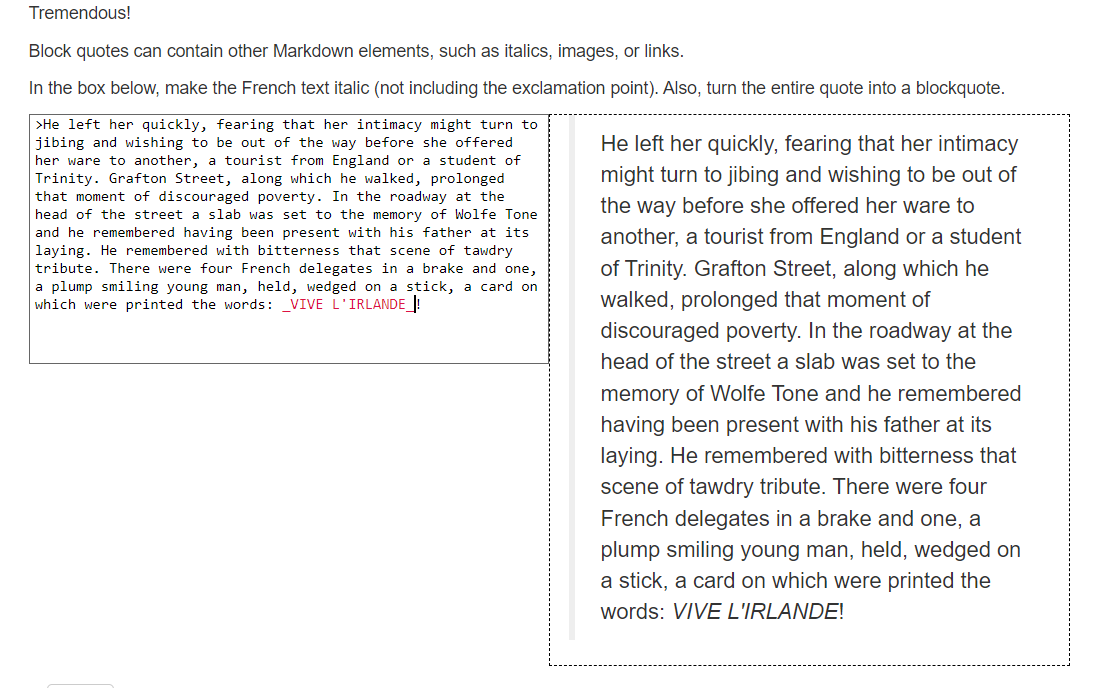 Tremendous!
Block quotes can contain other Markdown elements, such as italics, images, or links.
In the box below, make the French text italic (not including the exclamation point). Also, turn the entire quote into a blockquote.
>He left her quickly, fearing that her intimacy might turn to
jibing and wishing to be out of the way before she offered
her ware to another, a tourist from England or a student of
Trinity. Grafton Street, along which he walked, prolonged
that moment of discouraged poverty. In the roadway at the
head of the street a slab was set to the memory of Wolfe Tone
and he remembered having been present with his father at its
laying. He remembered with bitterness that scene of tawdry
tribute. There were four French delegates in a brake and one,
a plump smiling young man, held, wedged on a stick, a card on
which were printed the words: _VIVE L'IRLANDE_!
He left her quickly, fearing that her intimacy
might turn to jibing and wishing to be out of
the way before she offered her ware to
another, a tourist from England or a student
of Trinity. Grafton Street, along which he
walked, prolonged that moment of
discouraged poverty. In the roadway at the
head of the street a slab was set to the
memory of Wolfe Tone and he remembered
having been present with his father at its
laying. He remembered with bitterness that
scene of tawdry tribute. There were four
French delegates in a brake and one, a
plump smiling young man, held, wedged on
a stick, a card on which were printed the
words: VIVE L'IRLANDE!